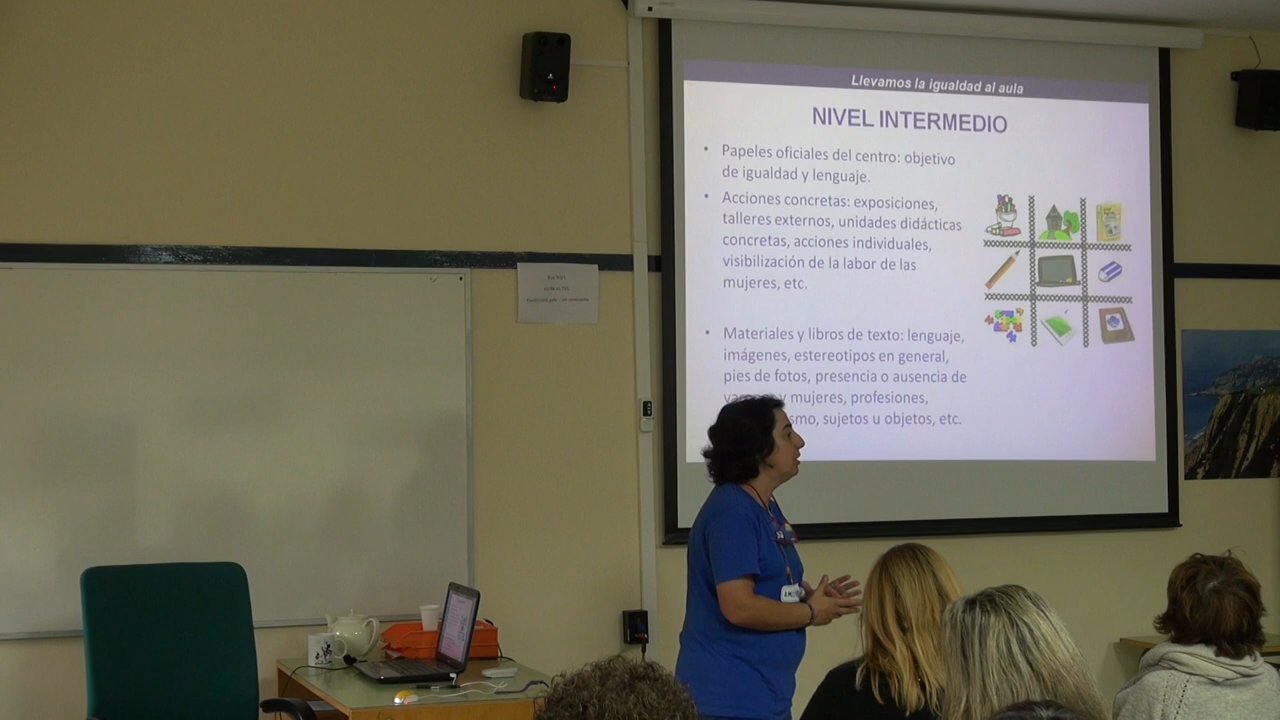 Llevamos la igualdad al aula
NIVEL INTERMEDIO
• Papeles oficiales del centro: objetivo
de igualdad y lenguaje.
• Acciones concretas: exposiciones,
talleres externos, unidades didácticas
concretas, acciones individuales,
visibilización de la labor de las
mujeres, etc.
• Materiales y libros de texto: lenguaje,
imágenes, estereotipos en general,
pies de fotos, presencia o ausencia de
y mujeres, profesiones,
sujetos u objetos, etc.